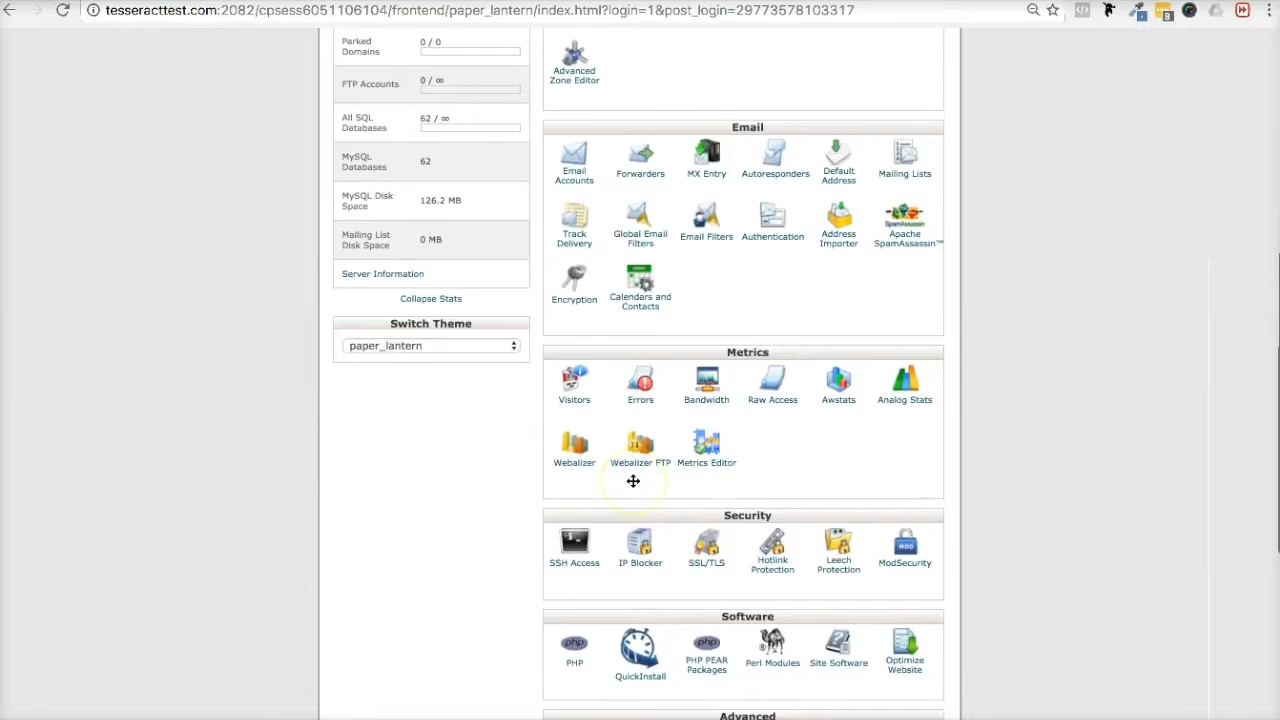 tesseracttest.com:2082/cpsess6051106104/frontend/paper_lantern/index.html?login=1&post_login=29773578103317
8
Parked
Domains
0 / 0
FTP Accounts
0 / ∞
All SQL
Databases
62 / ∞
MySQL
Databases
62
MySQL Disk
Space
126.2 MB
Mailing List
Disk Space
0 MB
Server Information
Collapse Stats
Switch Theme
paper_lantern
Advanced
Zone Editor
Email
Email
Accounts
Forwarders
MX Entry
Autoresponders
Default
Address
Mailing Lists
Track
Delivery
Global Email
Filters
Email Filters
Authentication
Address
Importer
SpamAssassin
Apache
SpamAssassin™
Encryption
Calendars and
Contacts
Metrics
Visitors
Errors
Bandwidth
Raw Access
Awstats
Analog Stats
Webalizer
Webalizer FTP
Metrics Editor
Security
SSH Access
IP Blocker
SSL/TLS
Hotlink
Protection
Leech
Protection
MOD
ModSecurity
Software
php
PHP
QuickInstall
php
PHP PEAR
Packages
Perl Modules
Site Software
Optimize
Website
Advanced